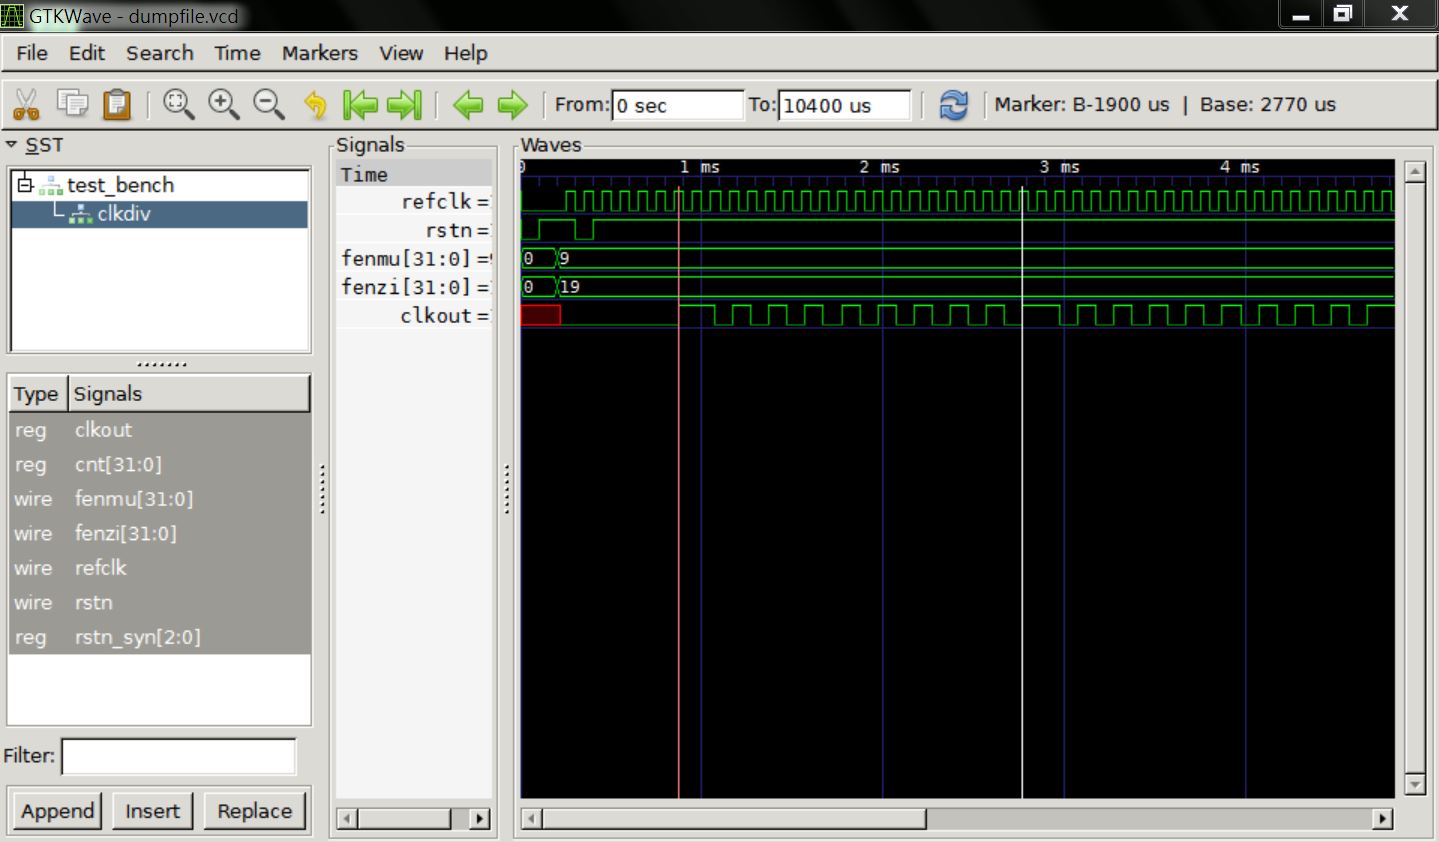 GTKWave - dumpfile.vcd
File Edit Search Time Markers View Help
From: 0 sec To: 10400 us Marker: B-1900 us | Base: 2770 us
SST
test_bench
clkdiv
Type Signals
reg clkout
reg cnt[31:0]
wire fenmu[31:0]
wire fenzi[31:0]
wire refclk
wire rstn
reg rstn_syn[2:0]
Filter:
Append Insert Replace
Signals
Time
refclk =
rstn =
fenmu[31:0] =
fenzi[31:0] =
clkout =
Waves
1 ms 2 ms 3 ms 4 ms
0 9
0 19